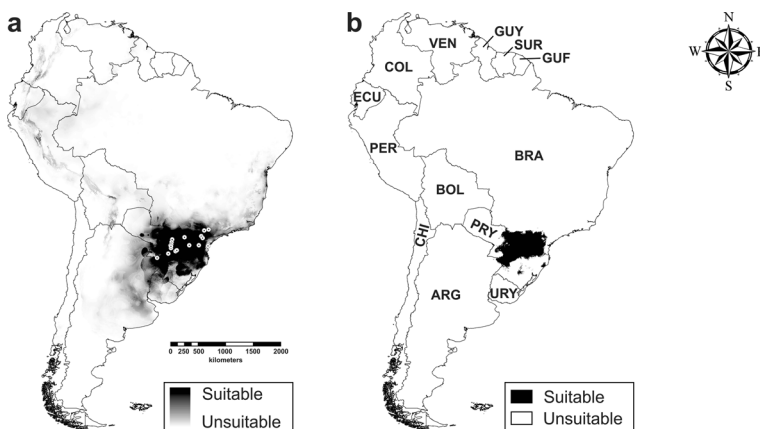 a
b
N
W
E
S
GUY
SUR
GUF
VEN
COL
ECU
PER
BRA
BOL
PRY
CHI
ARG
URY
0 250 500 1000 1500 2000
kilometers
Suitable
Unsuitable
Suitable
Unsuitable